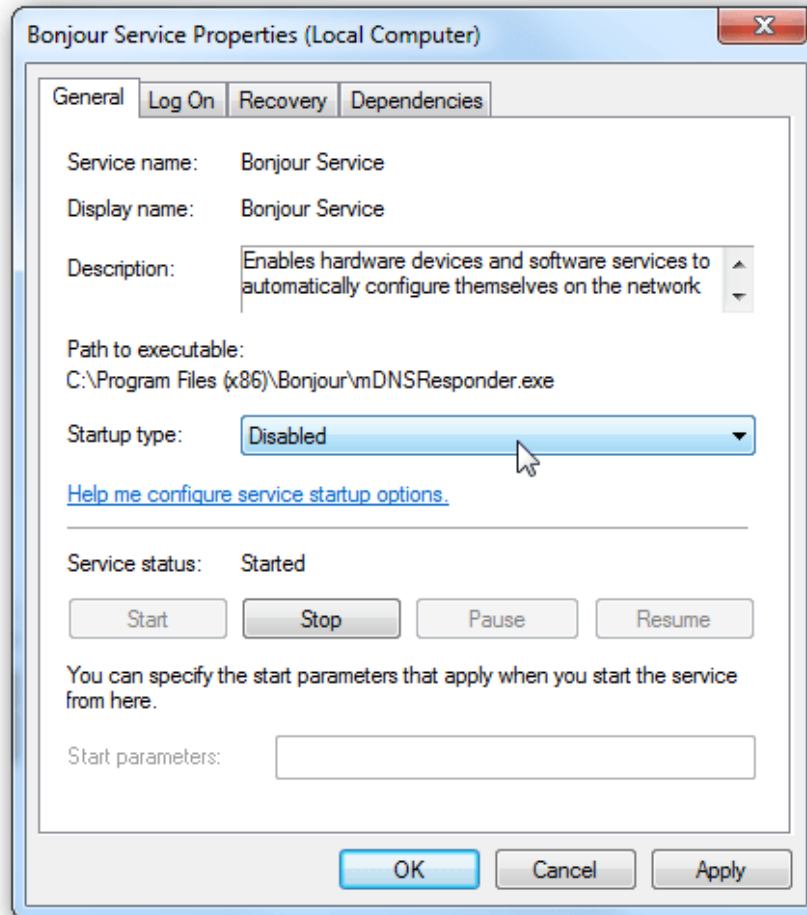 Bonjour Service Properties (Local Computer)
General Log On Recovery Dependencies
Service name: Bonjour Service
Display name: Bonjour Service
Description: Enables hardware devices and software services to
automatically configure themselves on the network
Path to executable:
C:\Program Files (x86)\Bonjour\mDNSResponder.exe
Startup type: Disabled
Help me configure service startup options.
Service status: Started
Start Stop Pause Resume
You can specify the start parameters that apply when you start the service
from here.
Start parameters:
OK Cancel Apply